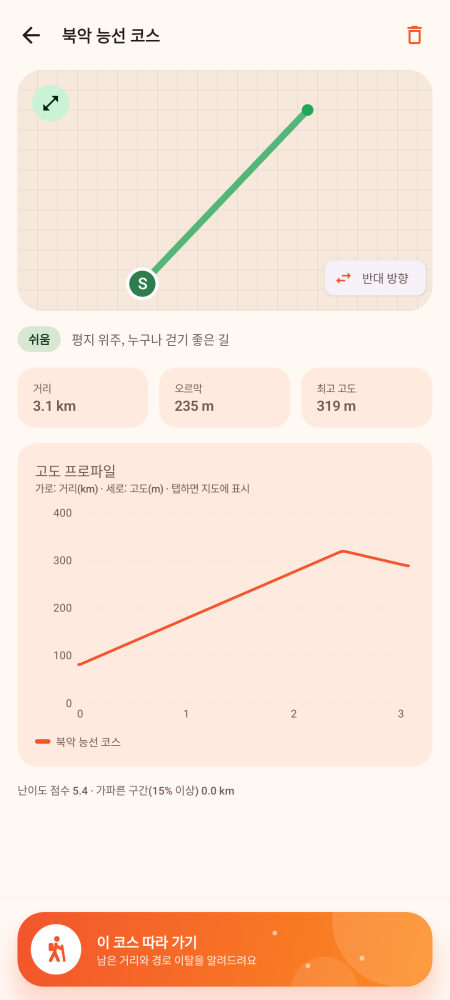 북악 능선 코스
S
반대 방향
쉬움 평지 위주, 누구나 걷기 좋은 길
거리 오르막 최고 고도
3.1 km 235 m 319 m
고도 프로파일
가로: 거리(km) · 세로: 고도(m) · 탭하면 지도에 표시
400
300
200
100
0
0 1 2 3
북악 능선 코스
난이도 점수 5.4 · 가파른 구간(15% 이상) 0.0 km
이 코스 따라 가기
남은 거리와 경로 이탈을 알려드려요